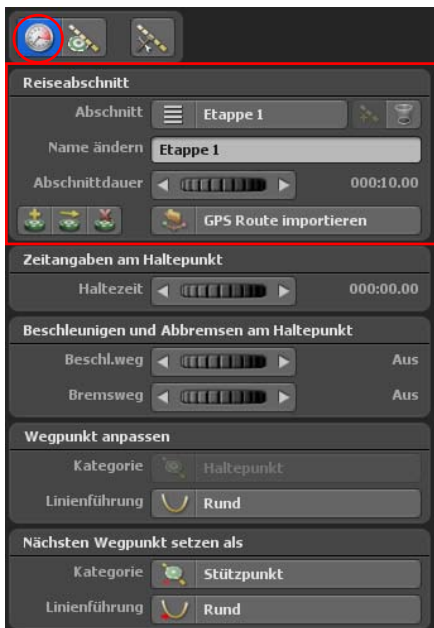 Reiseabschnitt
Abschnitt Etappe 1
Name ändern Etappe 1
Abschnittdauer 000:10.00
GPS Route importieren
Zeitangaben am Haltepunkt
Haltezeit 000:00.00
Beschleunigen und Abbremsen am Haltepunkt
Beschl.weg Aus
Bremsweg Aus
Wegpunkt anpassen
Kategorie Haltepunkt
Linienführung Rund
Nächsten Wegpunkt setzen als
Kategorie Stützpunkt
Linienführung Rund